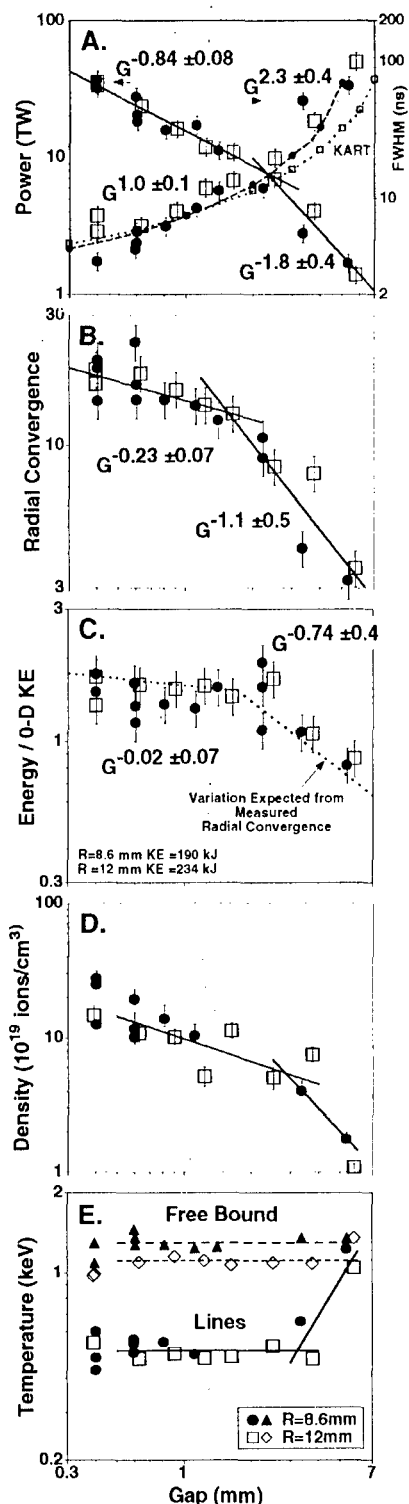 A.
G-0.84 ±0.08
G2.3 ±0.4
KART
G1.0 ±0.1
G-1.8 ±0.4
Power (TW)
100
10
1
FWHM (ns)
200
100
10
2
B.
G-0.23 ±0.07
G-1.1 ±0.5
Radial Convergence
30
10
3
C.
G-0.74 ±0.4
G-0.02 ±0.07
Variation Expected from
Measured
Radial Convergence
R=8.6 mm KE =190 kJ
R =12 mm KE =234 kJ
Energy / 0-D KE
3
1
0.3
D.
Density (10^19 ions/cm^3)
100
10
1
E.
Free Bound
Lines
R=8.6mm
R=12mm
Temperature (keV)
2
1
0.2
0.3
1
7
Gap (mm)